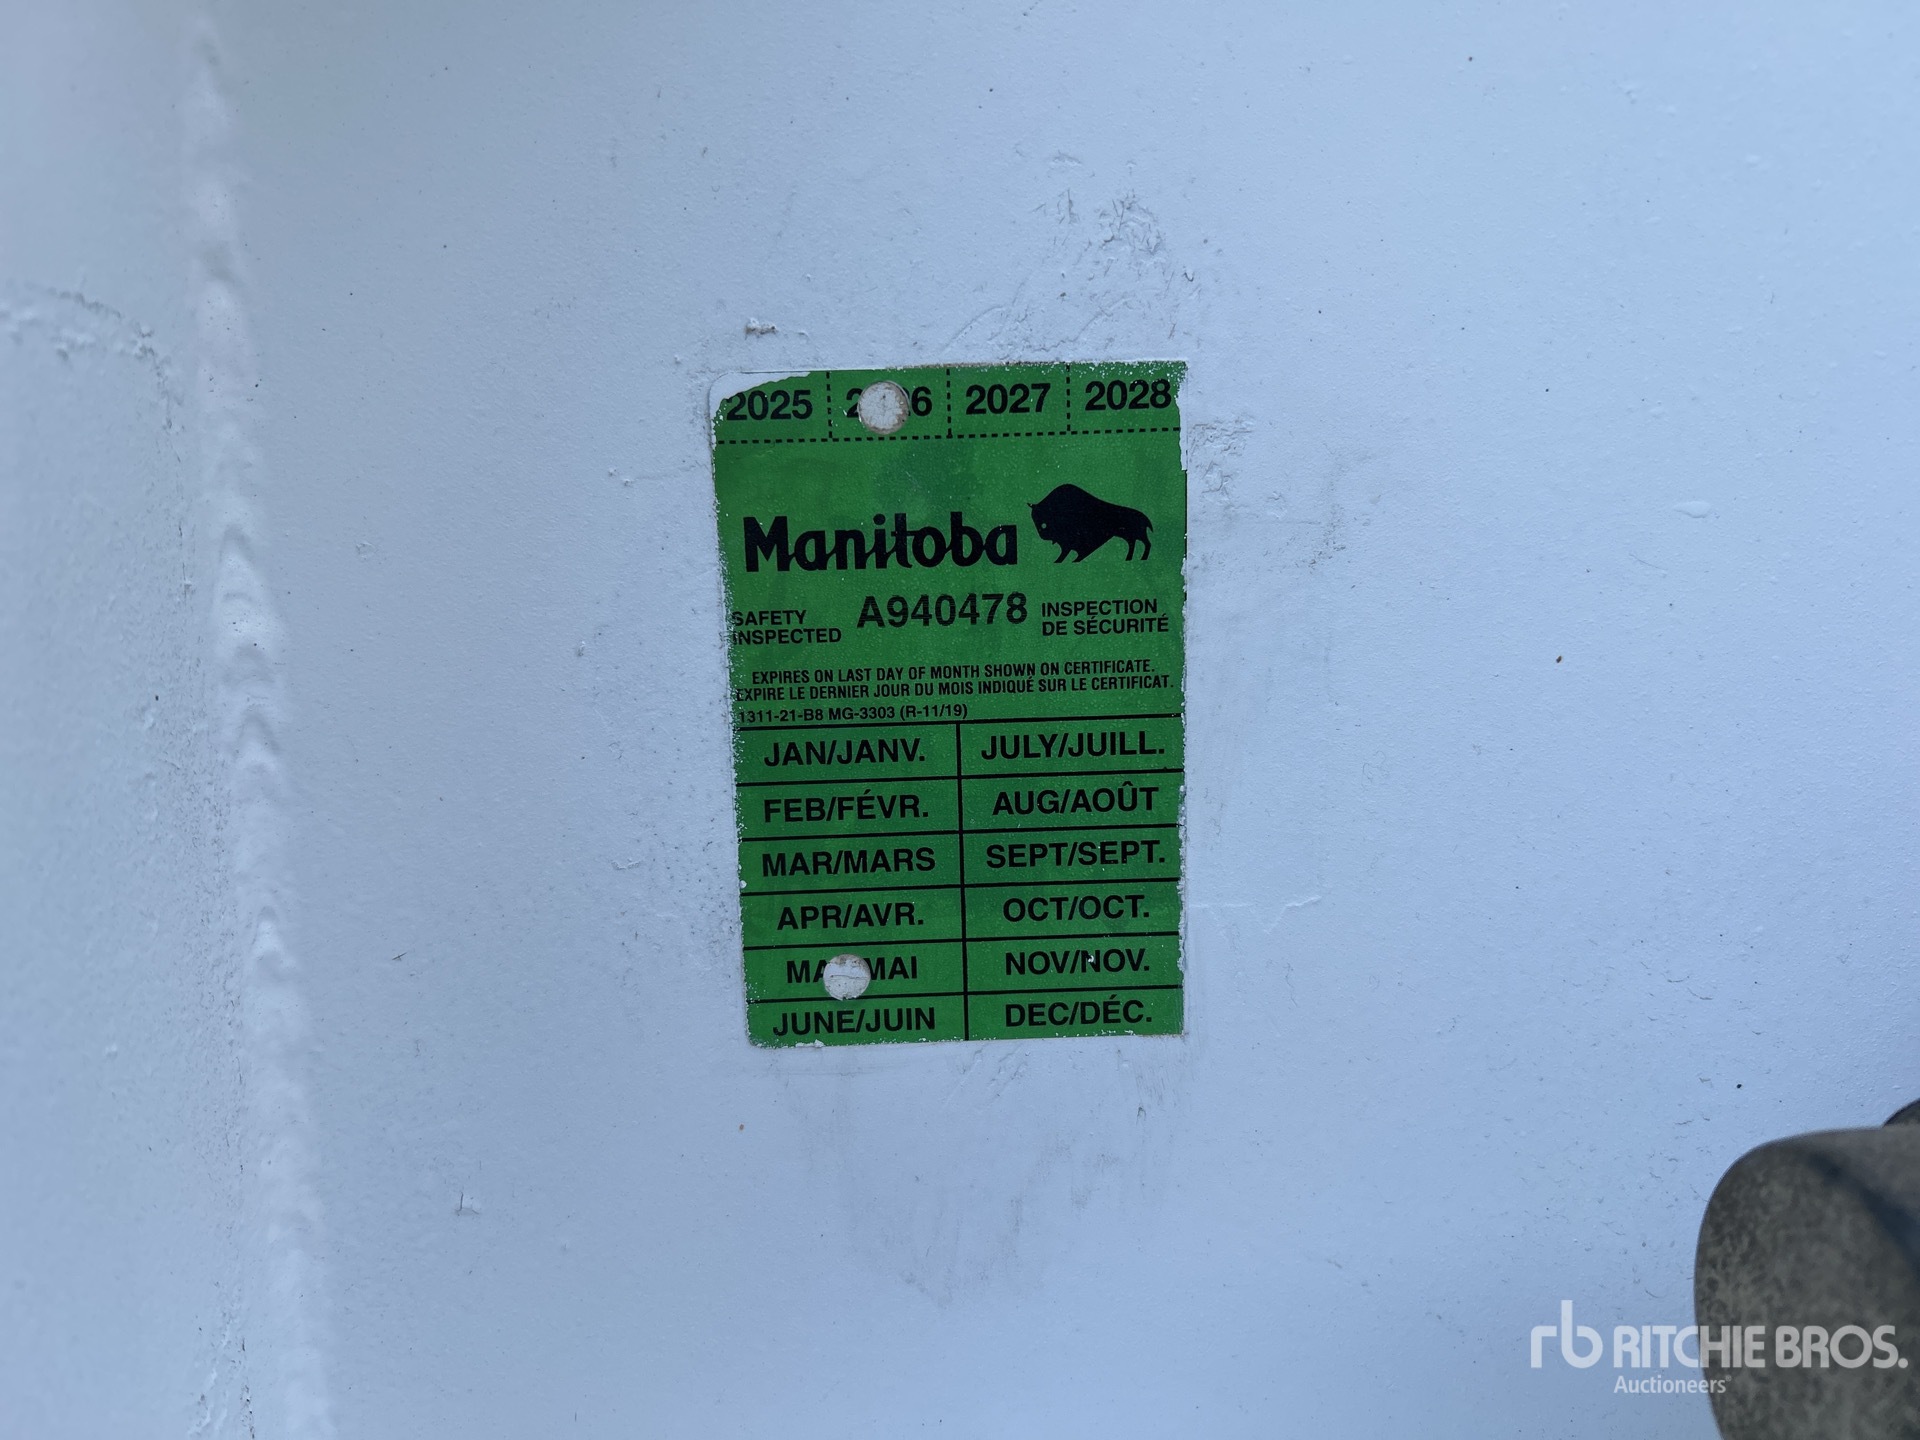 2025 2027 2028
Manitoba
SAFETY INSPECTED A940478 INSPECTION DE SÉCURITÉ
EXPIRES ON LAST DAY OF MONTH SHOWN ON CERTIFICATE.
EXPIRE LE DERNIER JOUR DU MOIS INDIQUÉ SUR LE CERTIFICAT.
1311-21-B8 MG-3303 (R-11/19)
JAN/JANV. JULY/JUILL.
FEB/FÉVR. AUG/AOÛT
MAR/MARS SEPT/SEPT.
APR/AVR. OCT/OCT.
MAI NOV/NOV.
JUNE/JUIN DEC/DÉC.
rb RITCHIE BROS.
Auctioneers